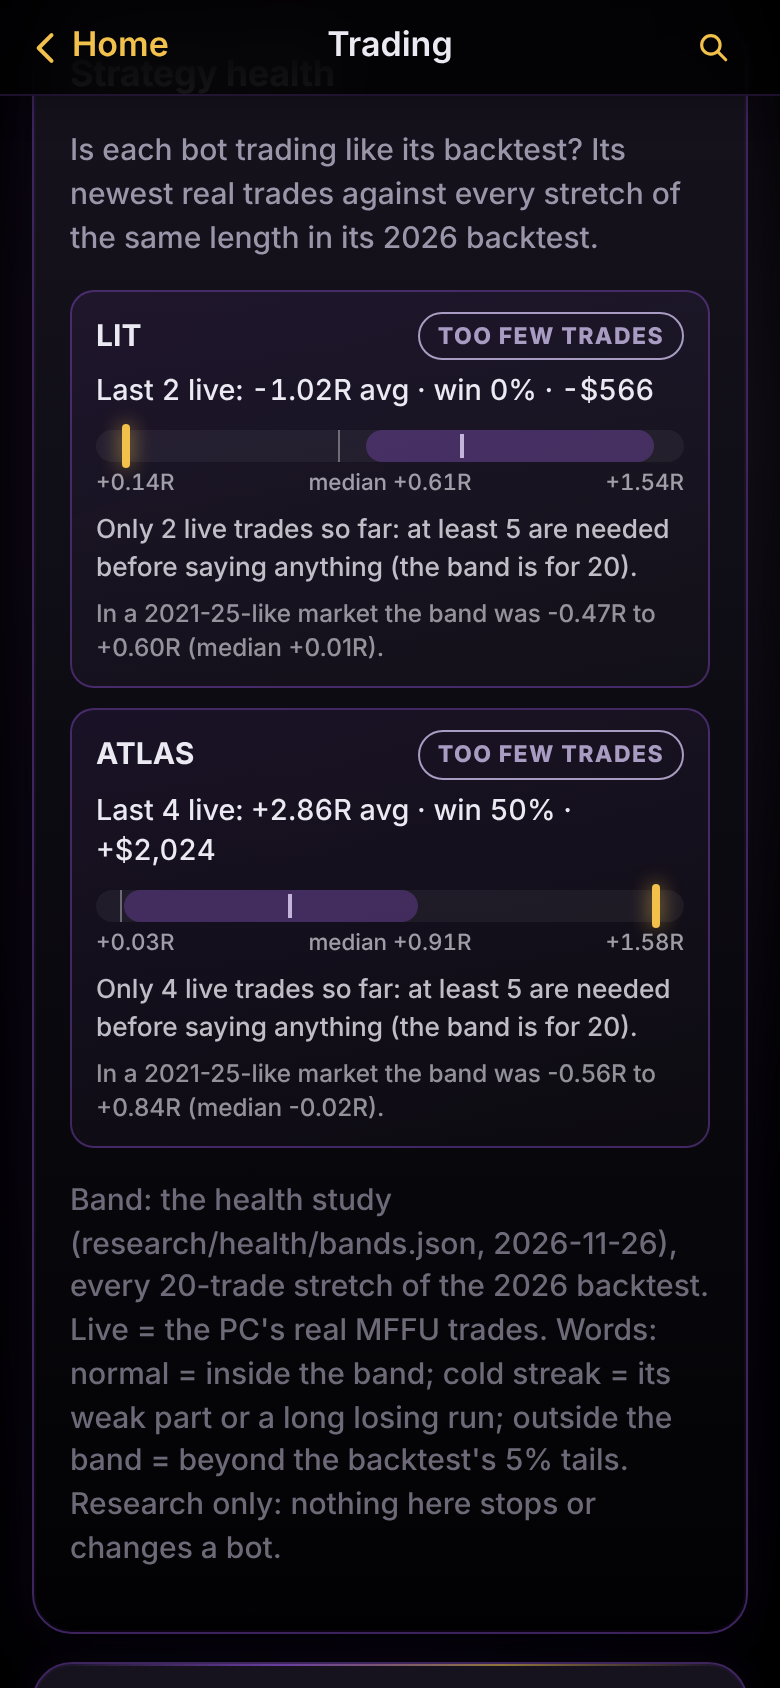 Home
Trading
Strategy health
Is each bot trading like its backtest? Its
newest real trades against every stretch of
the same length in its 2026 backtest.
LIT
TOO FEW TRADES
Last 2 live: -1.02R avg · win 0% · -$566
+0.14R
median +0.61R
+1.54R
Only 2 live trades so far: at least 5 are needed
before saying anything (the band is for 20).
In a 2021-25-like market the band was -0.47R to
+0.60R (median +0.01R).
ATLAS
TOO FEW TRADES
Last 4 live: +2.86R avg · win 50% ·
+$2,024
+0.03R
median +0.91R
+1.58R
Only 4 live trades so far: at least 5 are needed
before saying anything (the band is for 20).
In a 2021-25-like market the band was -0.56R to
+0.84R (median -0.02R).
Band: the health study
(research/health/bands.json, 2026-11-26),
every 20-trade stretch of the 2026 backtest.
Live = the PC's real MFFU trades. Words:
normal = inside the band; cold streak = its
weak part or a long losing run; outside the
band = beyond the backtest's 5% tails.
Research only: nothing here stops or
changes a bot.